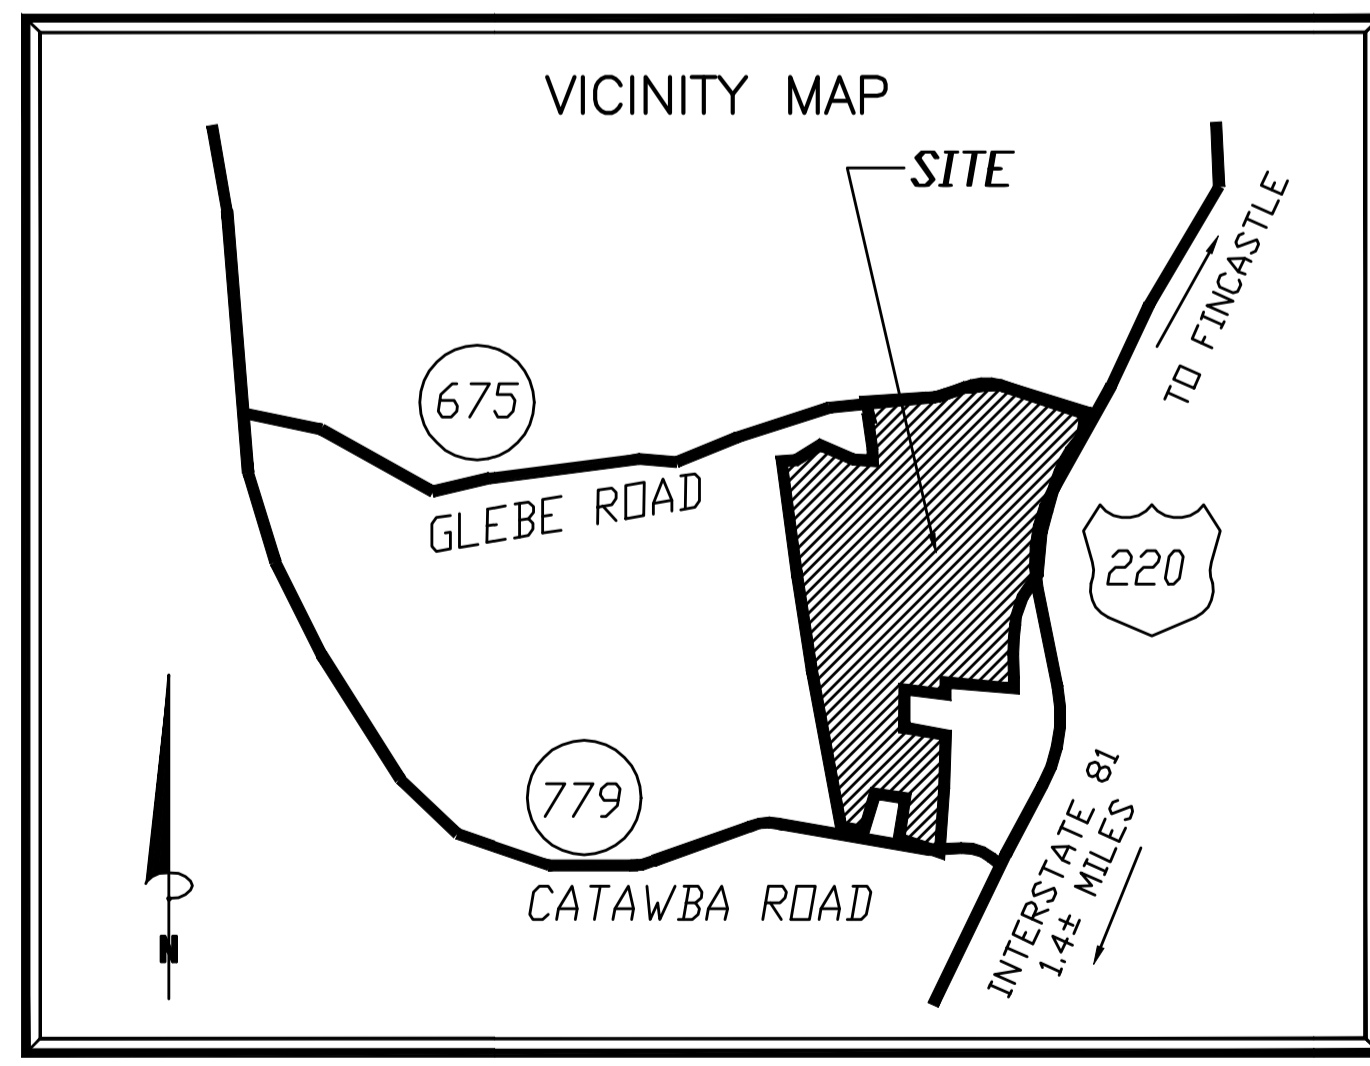 VICINITY MAP
SITE
TO FINCASTLE
675
GLEBE ROAD
220
779
CATAWBA ROAD
INTERSTATE 81
1.4± MILES
N